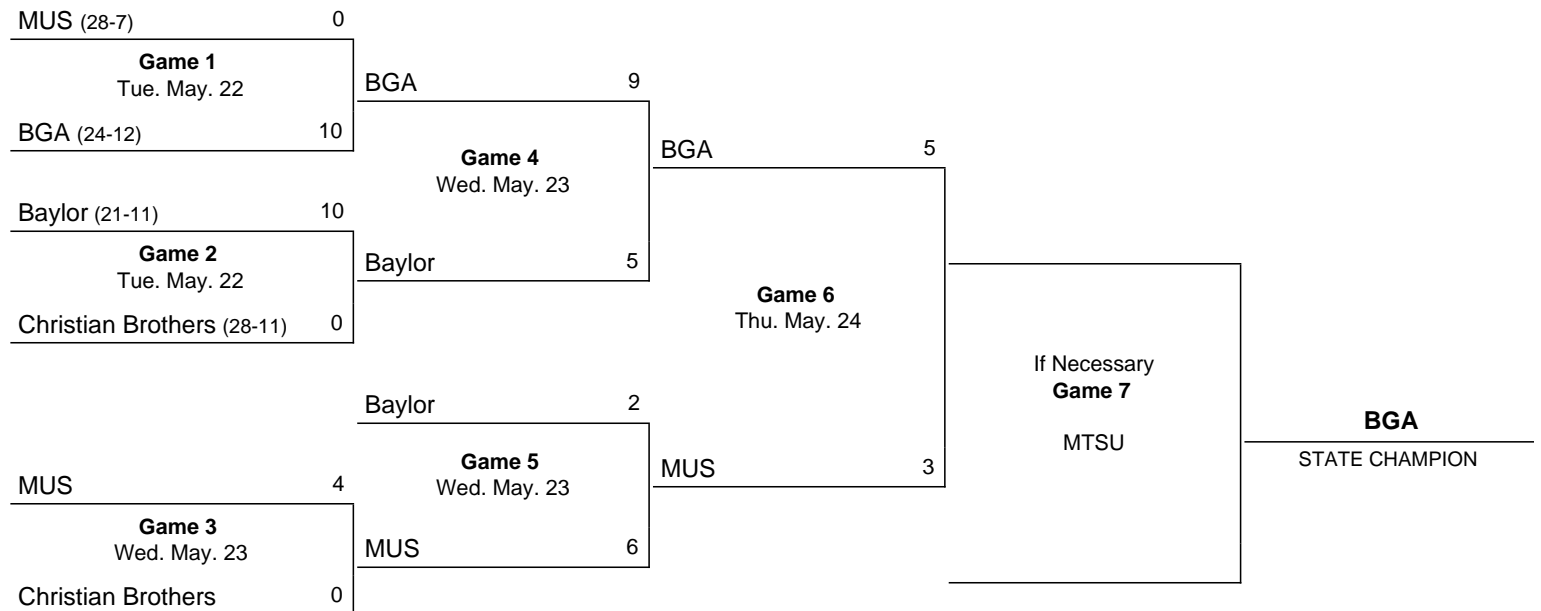 MUS (28-7) 0
Game 1
Tue. May. 22
BGA (24-12) 10
Baylor (21-11) 10
Game 2
Tue. May. 22
Christian Brothers (28-11) 0
MUS 4
Game 3
Wed. May. 23
Christian Brothers 0
BGA 9
Game 4
Wed. May. 23
Baylor 5
Baylor 2
Game 5
Wed. May. 23
MUS 6
BGA 5
Game 6
Thu. May. 24
MUS 3
If Necessary
Game 7
MTSU
BGA
STATE CHAMPION